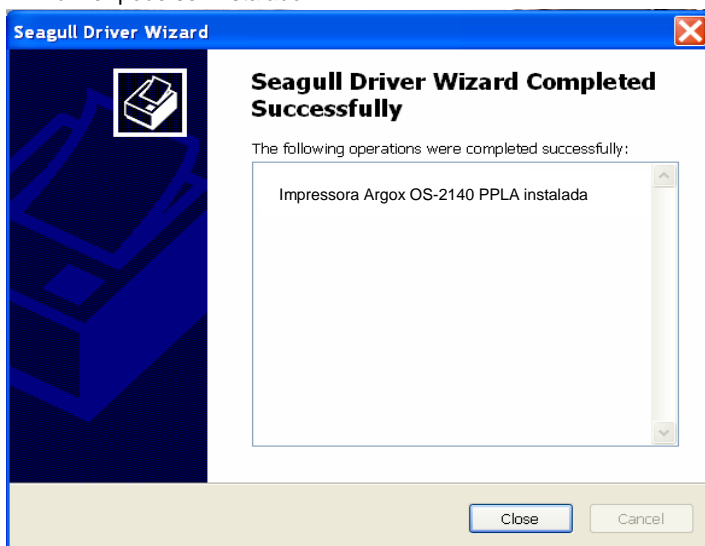 Seagull Driver Wizard
Seagull Driver Wizard Completed
Successfully
The following operations were completed successfully:
Impressora Argox OS-2140 PPLA instalada
Close
Cancel